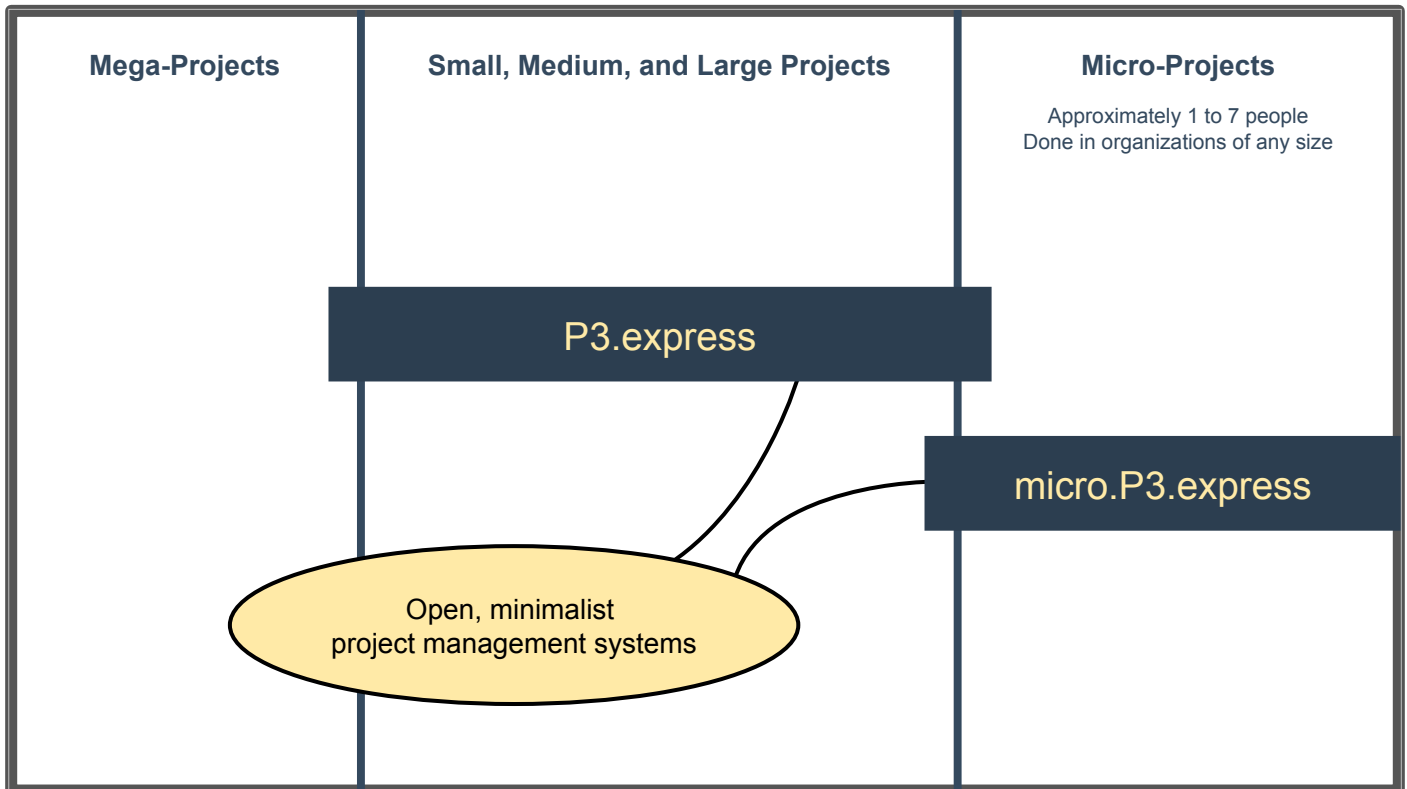 Mega-Projects
Small, Medium, and Large Projects
Micro-Projects
Approximately 1 to 7 people
Done in organizations of any size
P3.express
micro.P3.express
Open, minimalist
project management systems